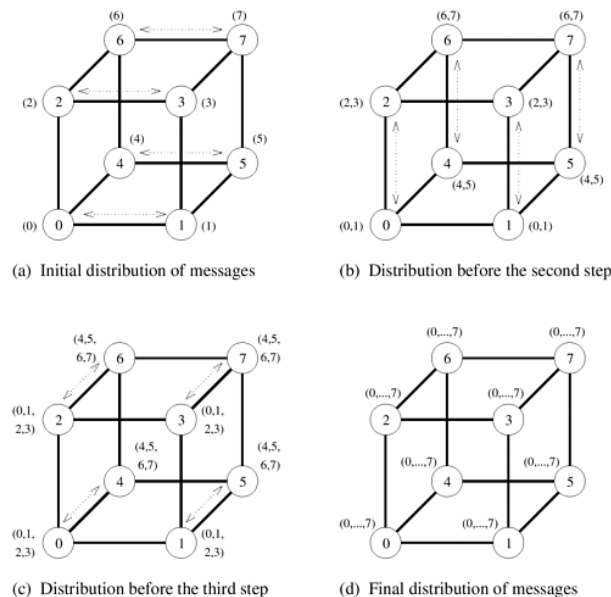 (6) (7)
6 7
(2) 2 3 (3)
(4) (5)
4 5
(0) 0 1 (1)
(a) Initial distribution of messages
(6,7) (6,7)
6 7
(2,3) 2 3 (2,3)
4 5
(4,5) (4,5)
(0,1) 0 1 (0,1)
(b) Distribution before the second step
(4,5, (4,5,
6,7) 6 7 6,7)
(0,1, 2 3 (0,1,
2,3) 2,3)
(4,5, (4,5,
6,7) 6,7)
4 5
(0,1, 0 1 (0,1,
2,3) 2,3)
(c) Distribution before the third step
(0,...,7) (0,...,7)
6 7
(0,...,7) (0,...,7)
2 3
(0,...,7) (0,...,7)
4 5
(0,...,7) (0,...,7)
0 1
(d) Final distribution of messages